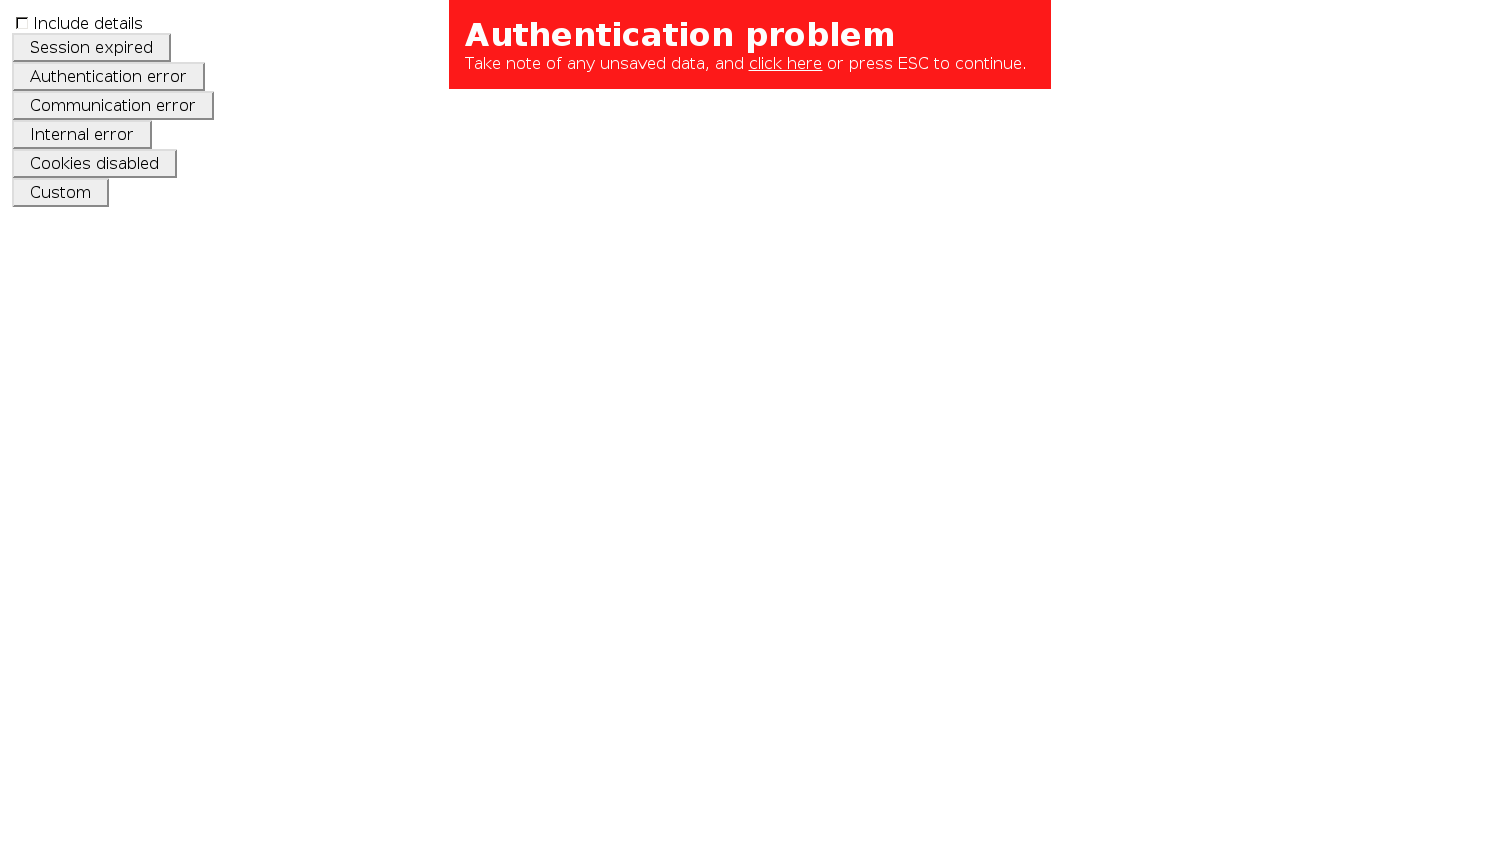 Include details
Session expired
Authentication error
Communication error
Internal error
Cookies disabled
Custom
Authentication problem
Take note of any unsaved data, and click here or press ESC to continue.